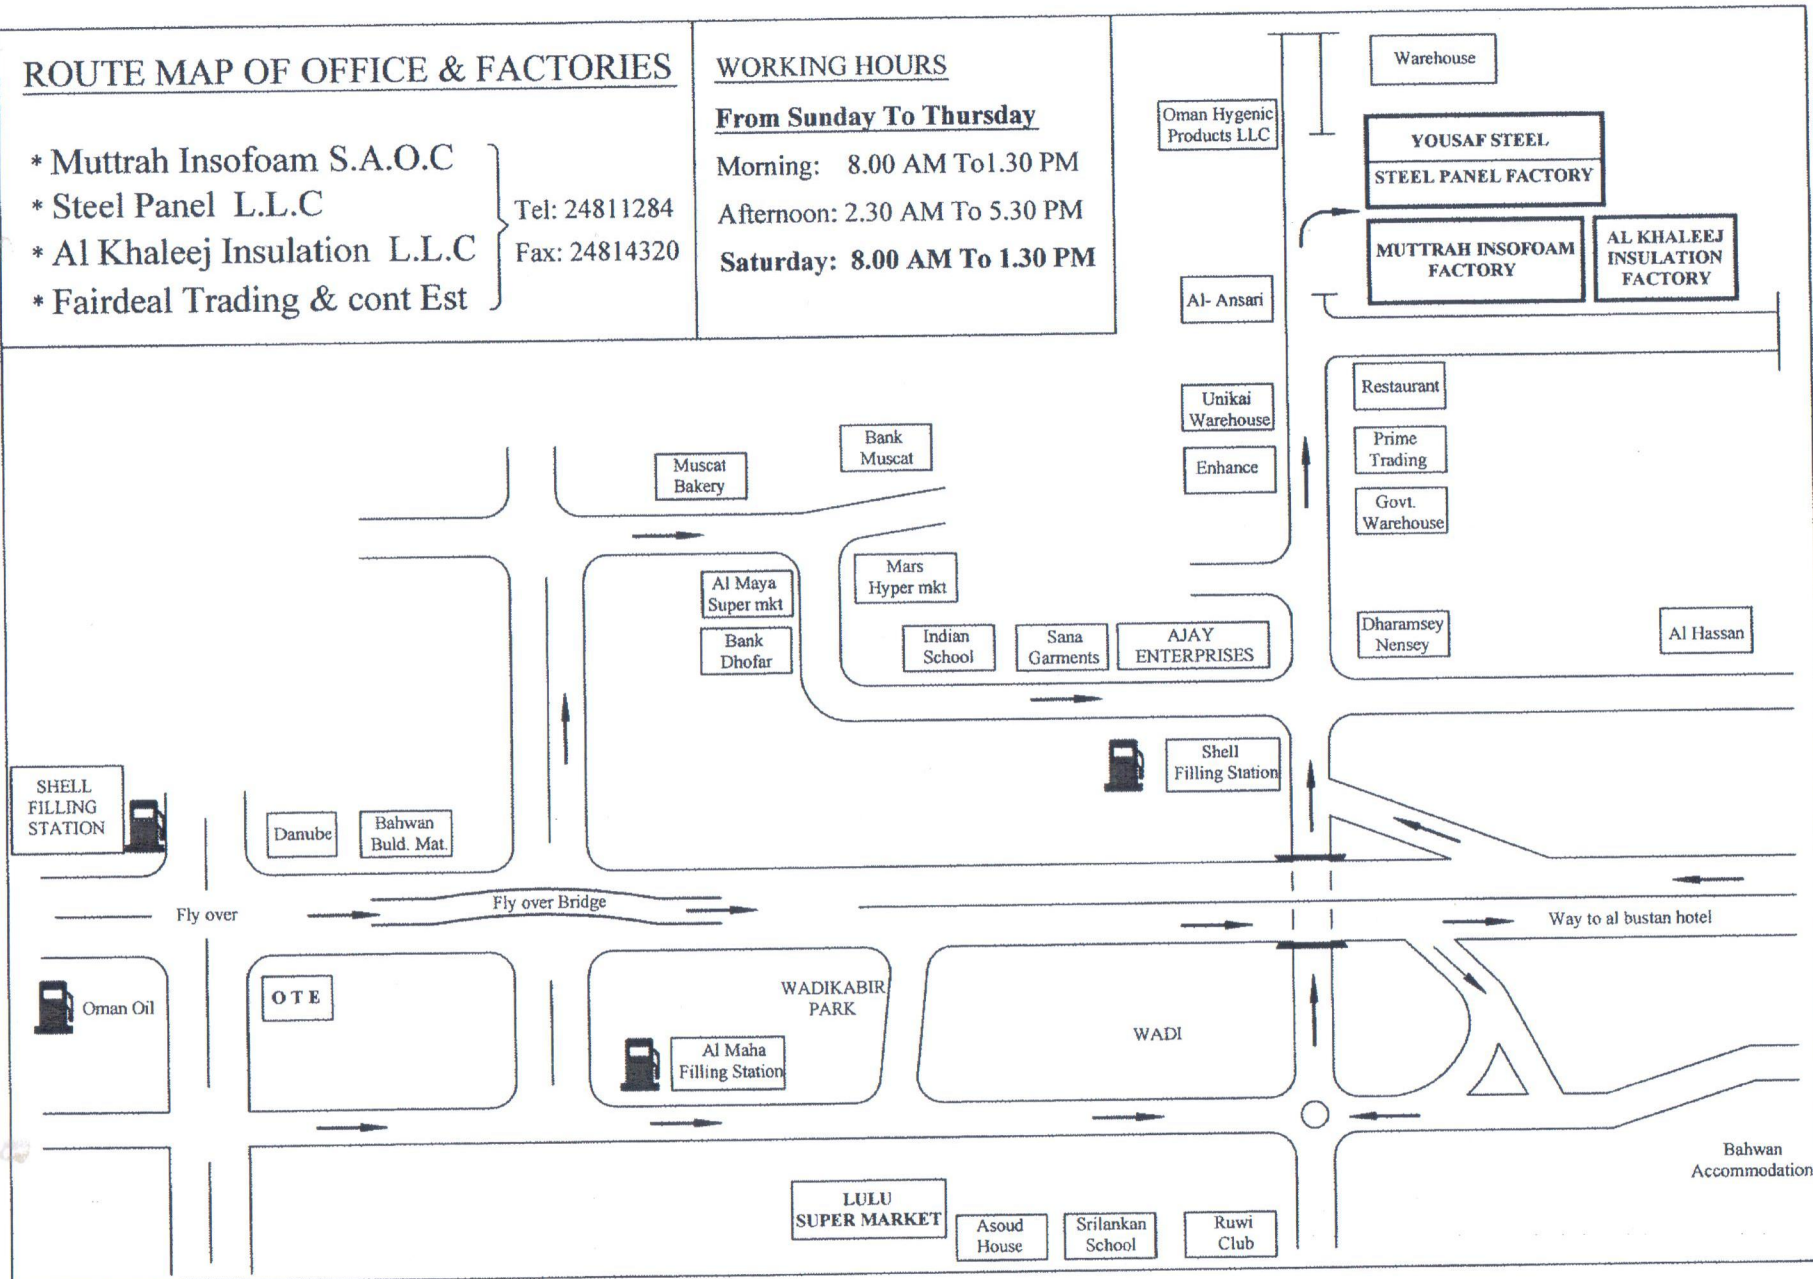 ROUTE MAP OF OFFICE & FACTORIES
* Muttrah Insofoam S.A.O.C
* Steel Panel L.L.C
* Al Khaleej Insulation L.L.C
* Fairdeal Trading & cont Est
Tel: 24811284
Fax: 24814320
WORKING HOURS
From Sunday To Thursday
Morning: 8.00 AM To1.30 PM
Afternoon: 2.30 AM To 5.30 PM
Saturday: 8.00 AM To 1.30 PM
Warehouse
Oman Hygenic
Products LLC
YOUSAF STEEL
STEEL PANEL FACTORY
MUTTRAH INSOFOAM
FACTORY
AL KHALEEJ
INSULATION
FACTORY
Al- Ansari
Restaurant
Unikai
Warehouse
Prime
Trading
Enhance
Govt.
Warehouse
Bank
Muscat
Muscat
Bakery
Al Maya
Super mkt
Mars
Hyper mkt
Bank
Dhofar
Indian
School
Sana
Garments
AJAY
ENTERPRISES
Dharamsey
Nensey
Al Hassan
Shell
Filling Station
SHELL
FILLING
STATION
Danube
Bahwan
Buld. Mat.
Fly over
Fly over Bridge
Way to al bustan hotel
Oman Oil
O T E
WADIKABIR
PARK
WADI
Al Maha
Filling Station
Bahwan
Accommodation
LULU
SUPER MARKET
Asoud
House
Srilankan
School
Ruwi
Club